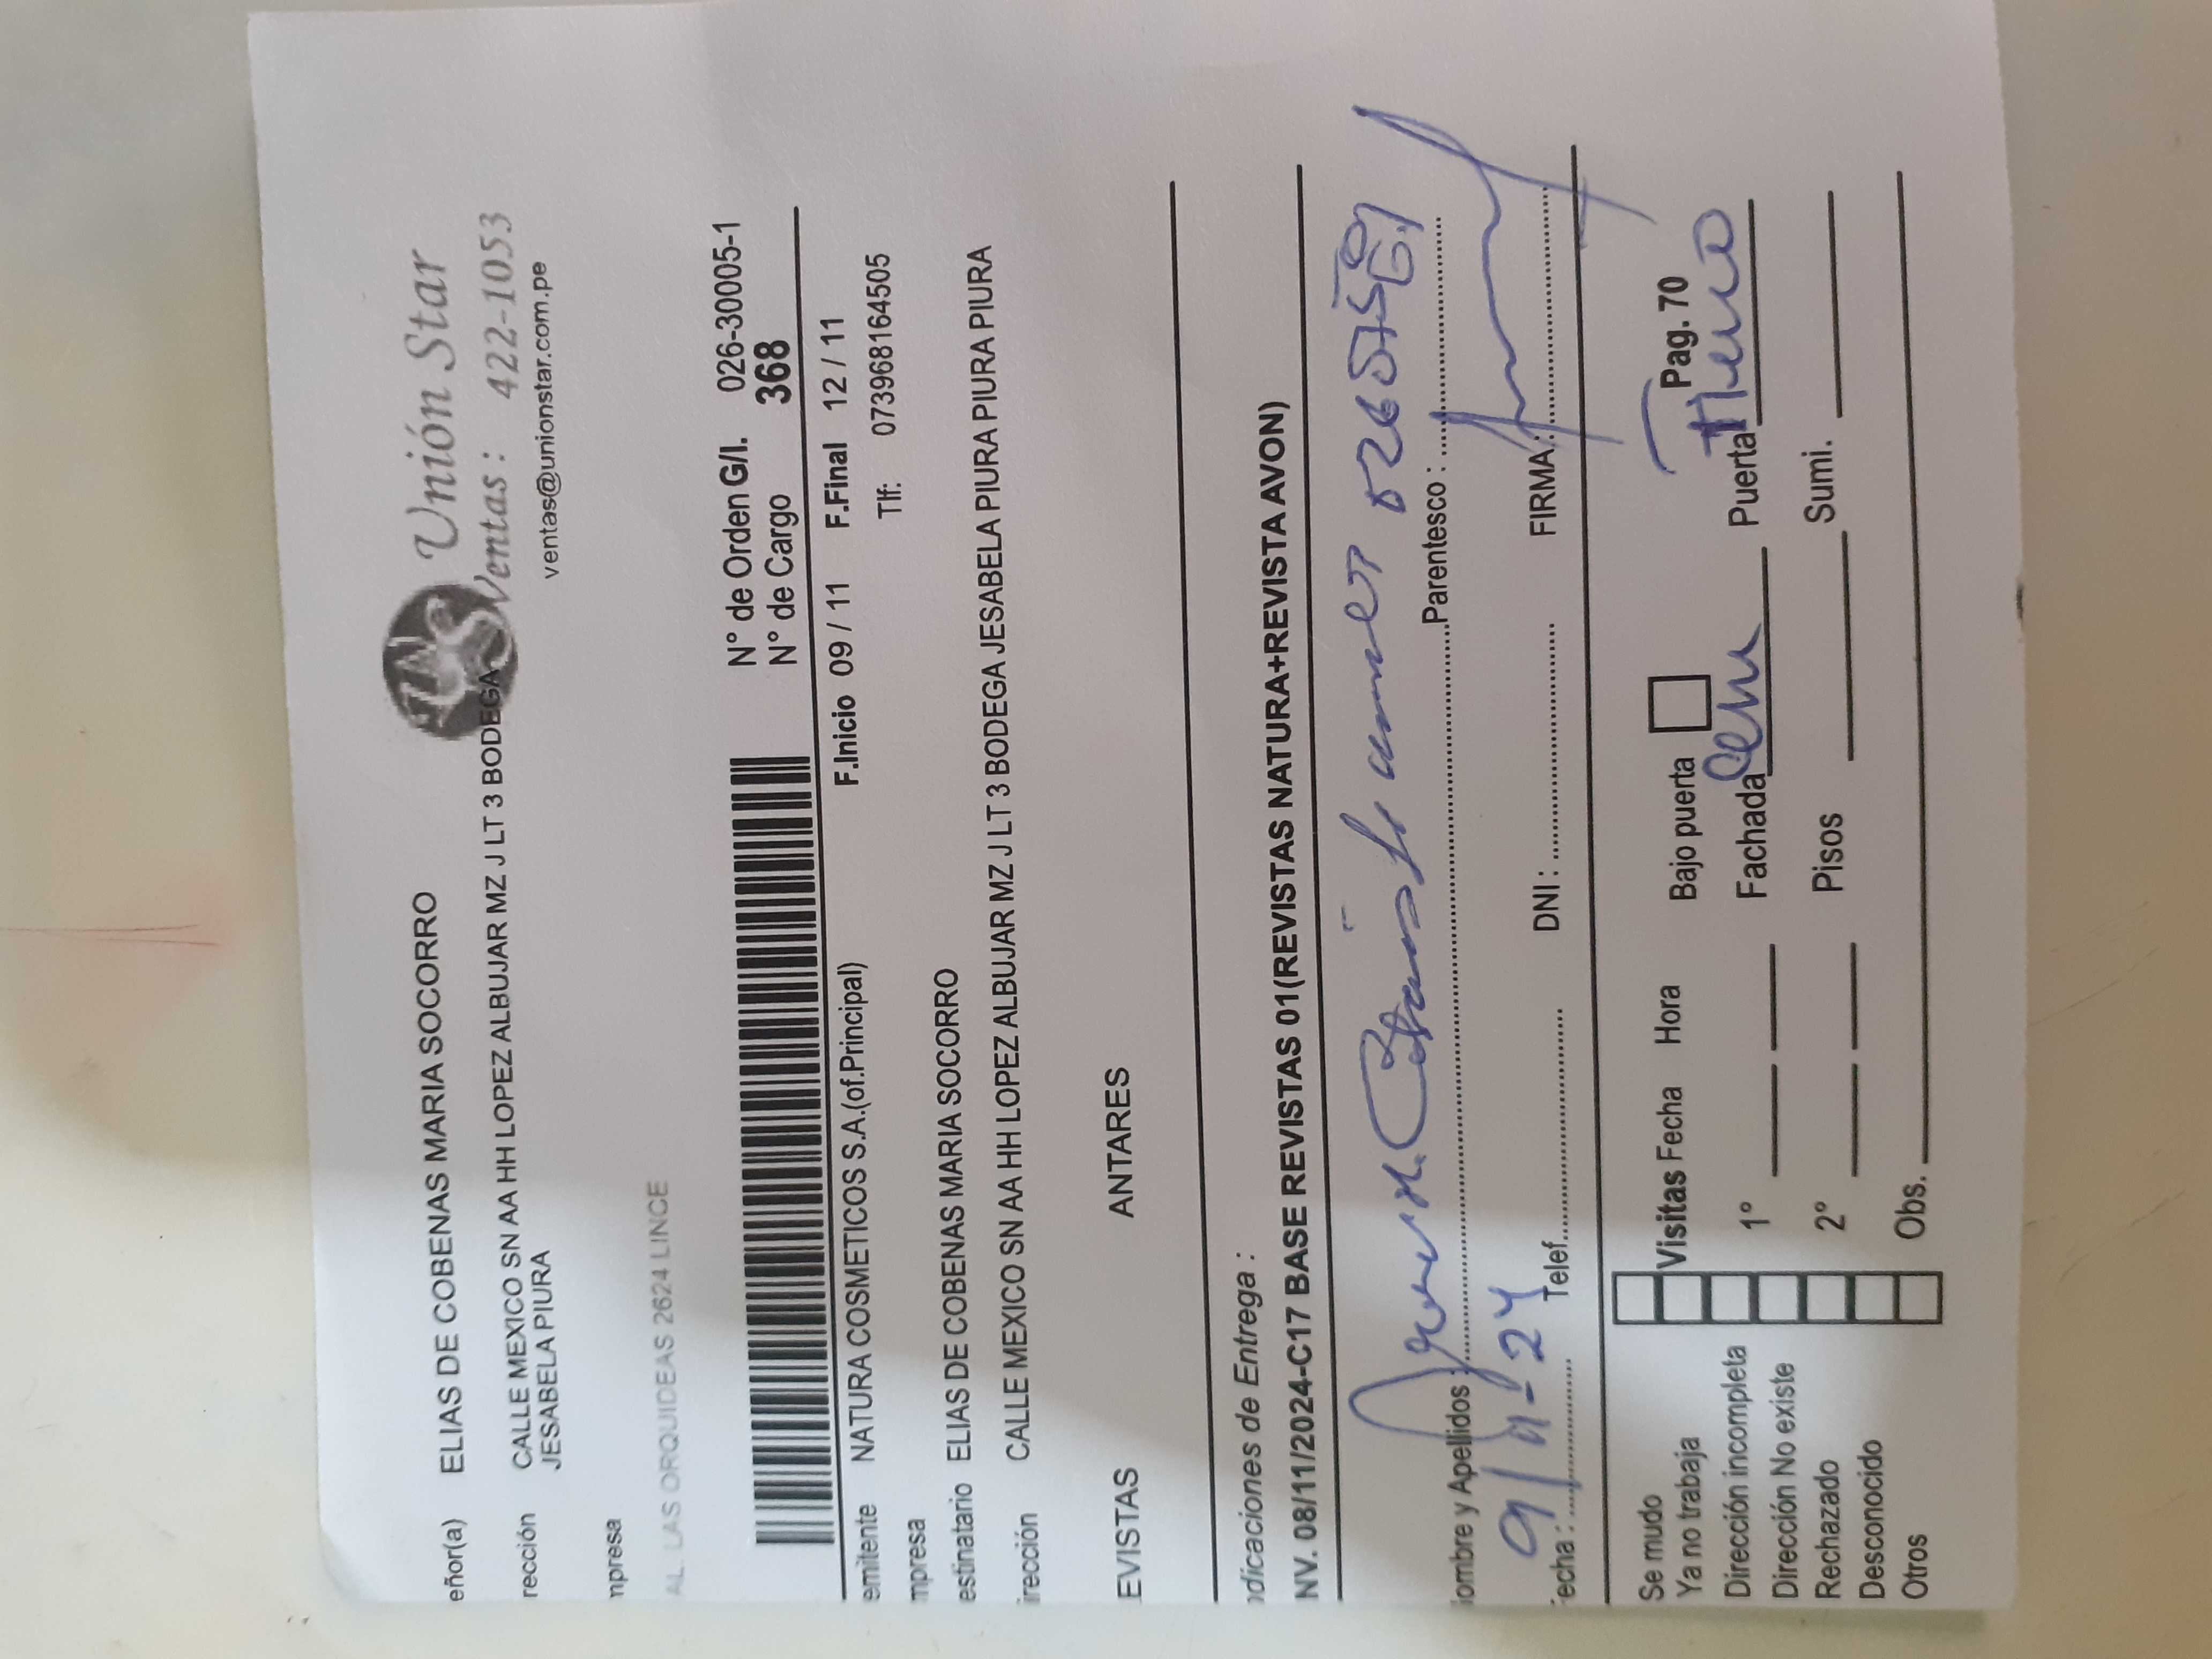 Unión Star
Ventas: 422-1053
ventas@unionstar.com.pe
eñor(a) ELIAS DE COBENAS MARIA SOCORRO
rección CALLE MEXICO SN AA HH LOPEZ ALBUJAR MZ J LT 3 BODEGA
JESABELA PIURA
npresa
AL. LAS ORQUIDEAS 2624 LINCE
N° de Orden G/I. 026-30005-1
N° de Cargo 368
F.Inicio 09 / 11 F.Final 12 / 11
emitente NATURA COSMETICOS S.A.(of.Principal) Tlf: 073968164505
npresa
estinatario ELIAS DE COBENAS MARIA SOCORRO
irección CALLE MEXICO SN AA HH LOPEZ ALBUJAR MZ J LT 3 BODEGA JESABELA PIURA PIURA PIURA
EVISTAS ANTARES
ndicaciones de Entrega :
NV. 08/11/2024-C17 BASE REVISTAS 01(REVISTAS NATURA+REVISTA AVON)
ombre y Apellidos : Parentesco :
echa : 9/11-24 Telef. DNI : FIRMA:
Se mudo
Ya no trabaja Visitas Fecha Hora Bajo puerta Pag. 70
Dirección incompleta 1° Fachada Puerta
Dirección No existe
Rechazado 2° Pisos Sumi.
Desconocido
Otros Obs.